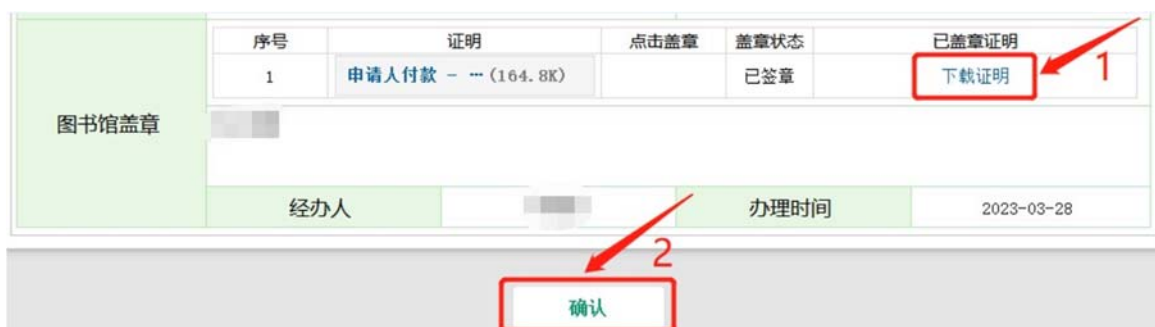 序号 证明 点击盖章 盖章状态 已盖章证明
1 申请人付款 - …(164.8K) 已签章 下载证明 1
图书馆盖章
经办人 办理时间 2023-03-28
2
确认